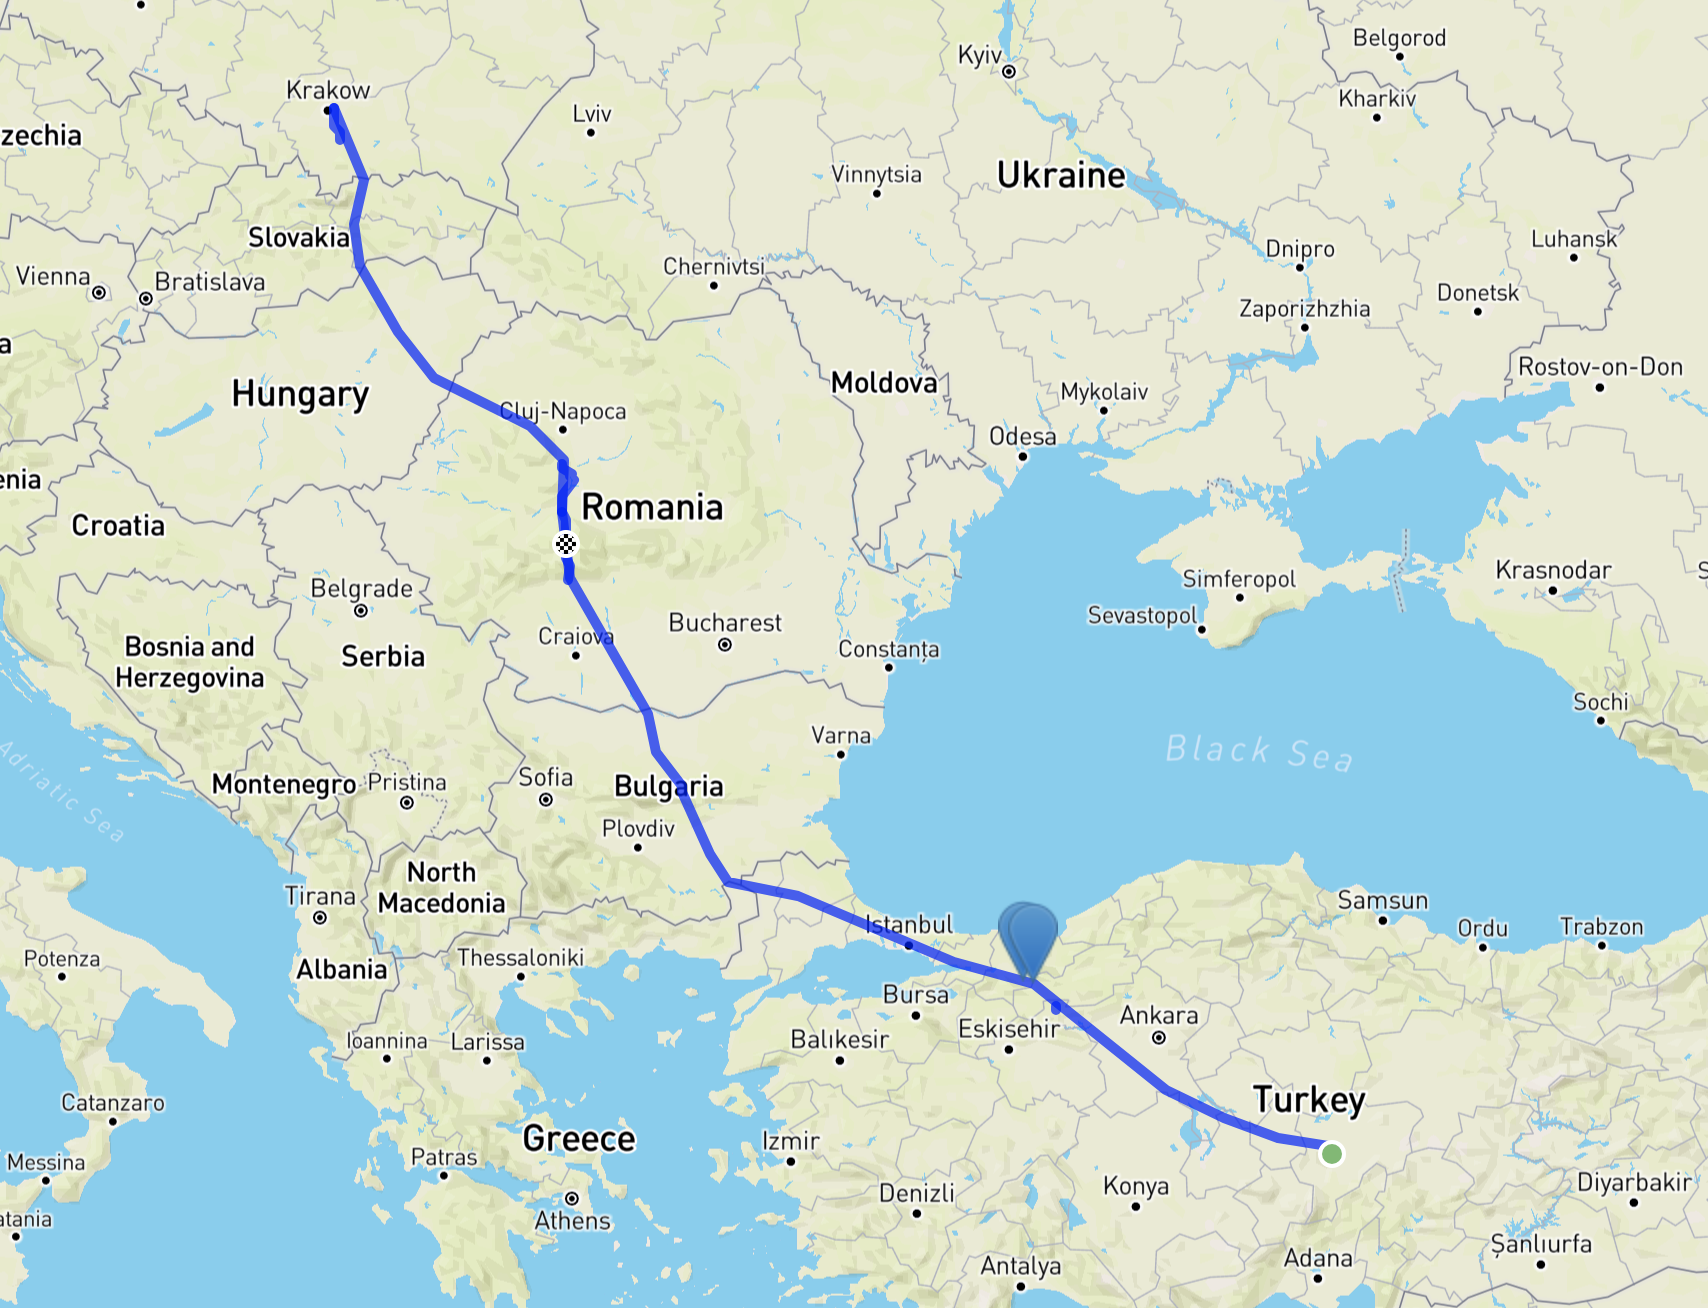 Belgorod
Kyiv
Krakow
Kharkiv
Lviv
zechia
Vinnytsia
Ukraine
Slovakia
Luhansk
Dnipro
Chernivtsi
Vienna
Bratislava
Donetsk
Zaporizhzhia
a
Rostov-on-Don
Hungary
Moldova
Mykolaiv
Cluj-Napoca
Odesa
enia
Romania
Croatia
Krasnodar
S
Simferopol
Belgrade
Sevastopol
Bucharest
Craiova
Bosnia and
Herzegovina
Serbia
Constanța
Sochi
Varna
Black Sea
Adriatic Sea
Montenegro
Pristina
Sofia
Bulgaria
Plovdiv
North
Macedonia
Tirana
Samsun
Istanbul
Ordu
Trabzon
Potenza
Albania
Thessaloniki
Bursa
Ankara
Eskisehir
Ioannina
Larissa
Balıkesir
Catanzaro
Turkey
Greece
Izmir
Messina
Patras
Konya
Denizli
Diyarbakir
atania
Athens
Şanlıurfa
Antalya
Adana